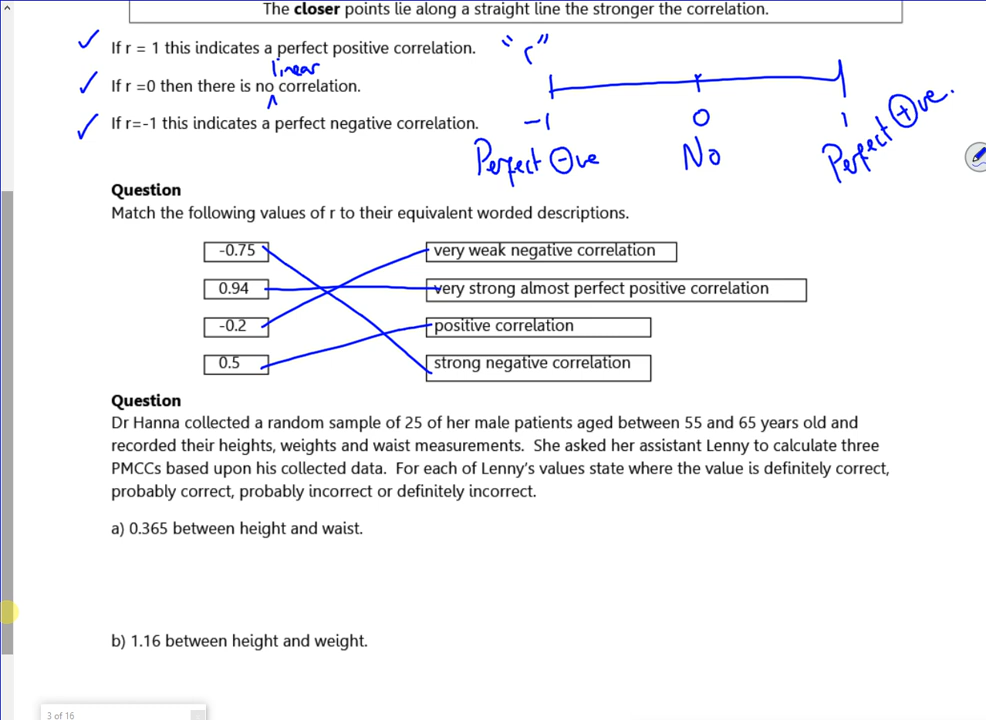 The closer points lie along a straight line the stronger the correlation.
If r = 1 this indicates a perfect positive correlation.
"r"
linear
If r =0 then there is no correlation.
If r=-1 this indicates a perfect negative correlation.
-1 0 1
Perfect -ve No Perfect +ve.
Question
Match the following values of r to their equivalent worded descriptions.
-0.75 very weak negative correlation
0.94 very strong almost perfect positive correlation
-0.2 positive correlation
0.5 strong negative correlation
Question
Dr Hanna collected a random sample of 25 of her male patients aged between 55 and 65 years old and
recorded their heights, weights and waist measurements. She asked her assistant Lenny to calculate three
PMCCs based upon his collected data. For each of Lenny's values state where the value is definitely correct,
probably correct, probably incorrect or definitely incorrect.
a) 0.365 between height and waist.
b) 1.16 between height and weight.
3 of 16